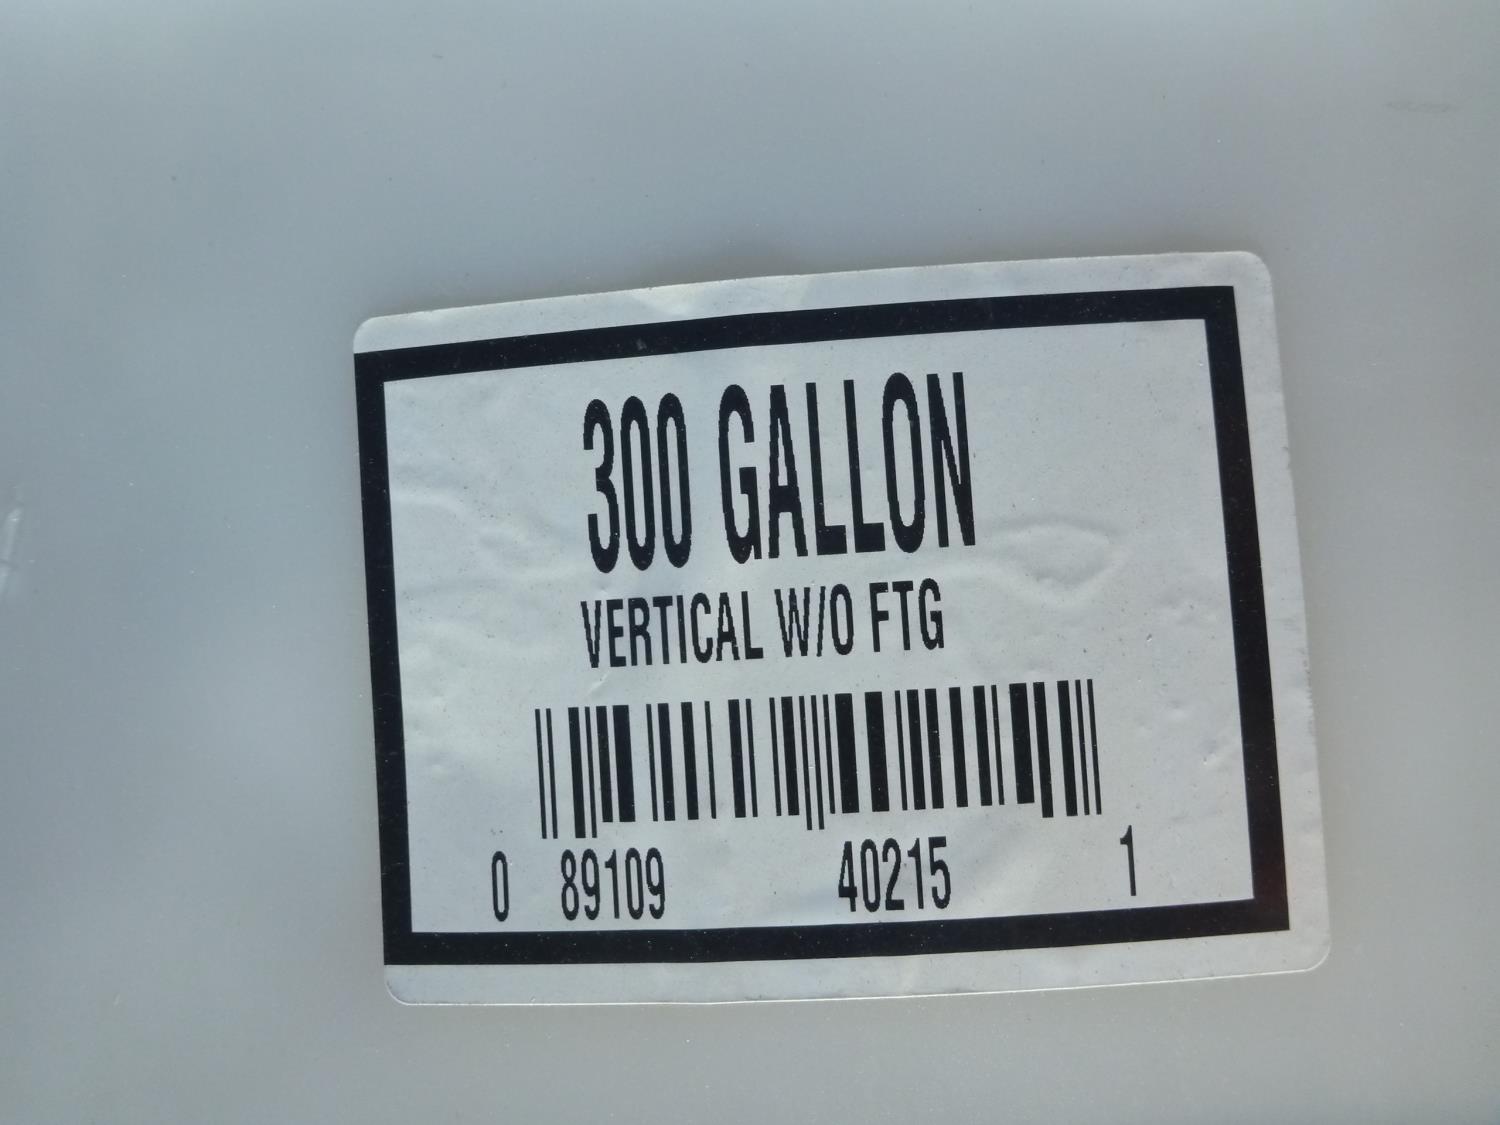 300 GALLON
VERTICAL W/O FTG
0 89109 40215 1